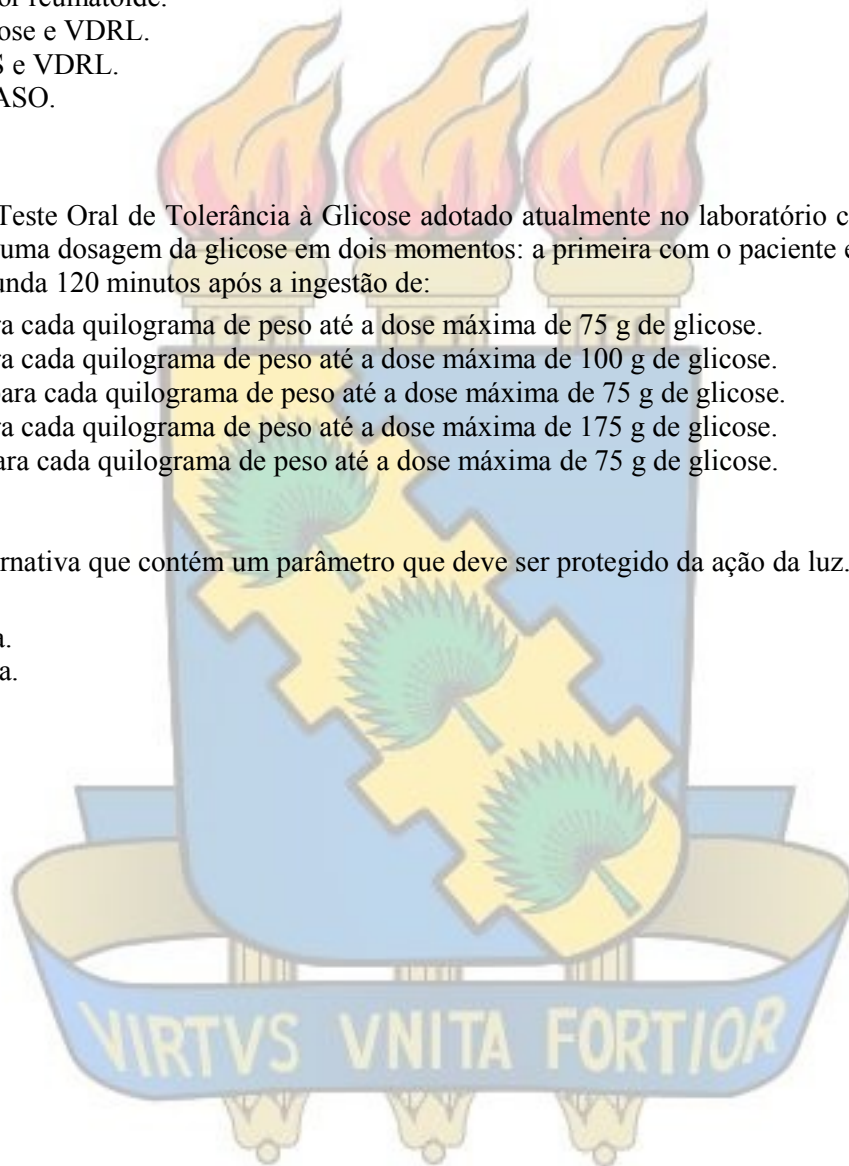 ose e VDRL.
S e VDRL.
ASO.
Teste Oral de Tolerância à Glicose adotado atualmente no laboratório c
uma dosagem da glicose em dois momentos: a primeira com o paciente e
unda 120 minutos após a ingestão de:
ra cada quilograma de peso até a dose máxima de 75 g de glicose.
ra cada quilograma de peso até a dose máxima de 100 g de glicose.
para cada quilograma de peso até a dose máxima de 75 g de glicose.
ra cada quilograma de peso até a dose máxima de 175 g de glicose.
ara cada quilograma de peso até a dose máxima de 75 g de glicose.
rnativa que contém um parâmetro que deve ser protegido da ação da luz.
a.
a.
VIRTVS VNITA FORTIOR